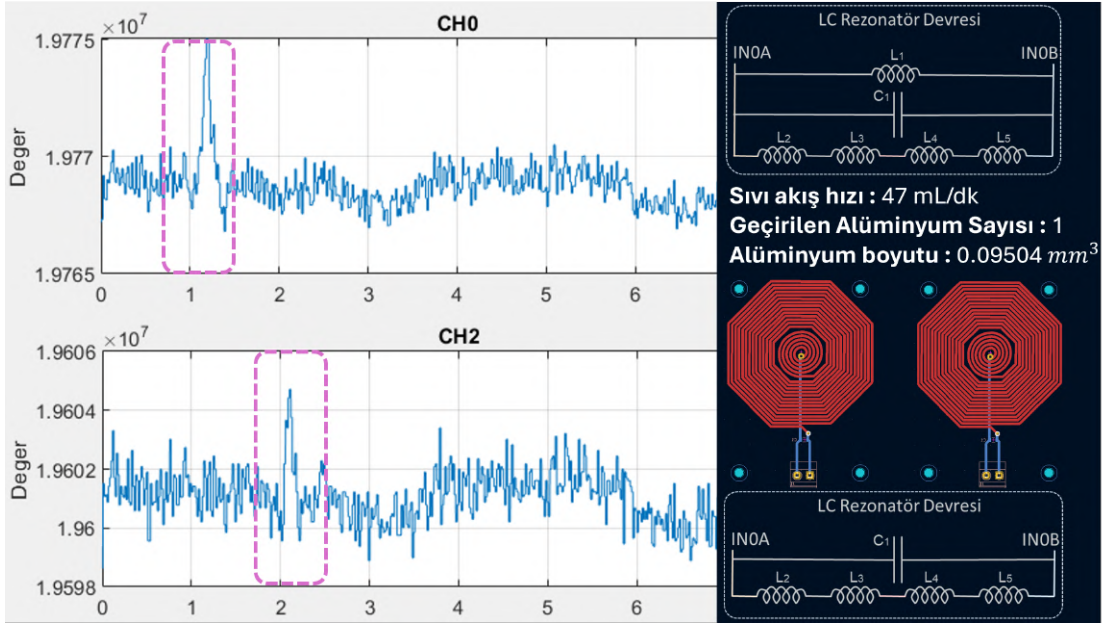 CH0
×10⁷
1.9775
1.977
1.9765
Deger
0 1 2 3 4 5 6
CH2
×10⁷
1.9606
1.9604
1.9602
1.96
1.9598
Deger
0 1 2 3 4 5 6
LC Rezonatör Devresi
IN0A IN0B
L1
C1
L2 L3 L4 L5
Sıvı akış hızı : 47 mL/dk
Geçirilen Alüminyum Sayısı : 1
Alüminyum boyutu : 0.09504 mm³
LC Rezonatör Devresi
IN0A IN0B
C1
L2 L3 L4 L5